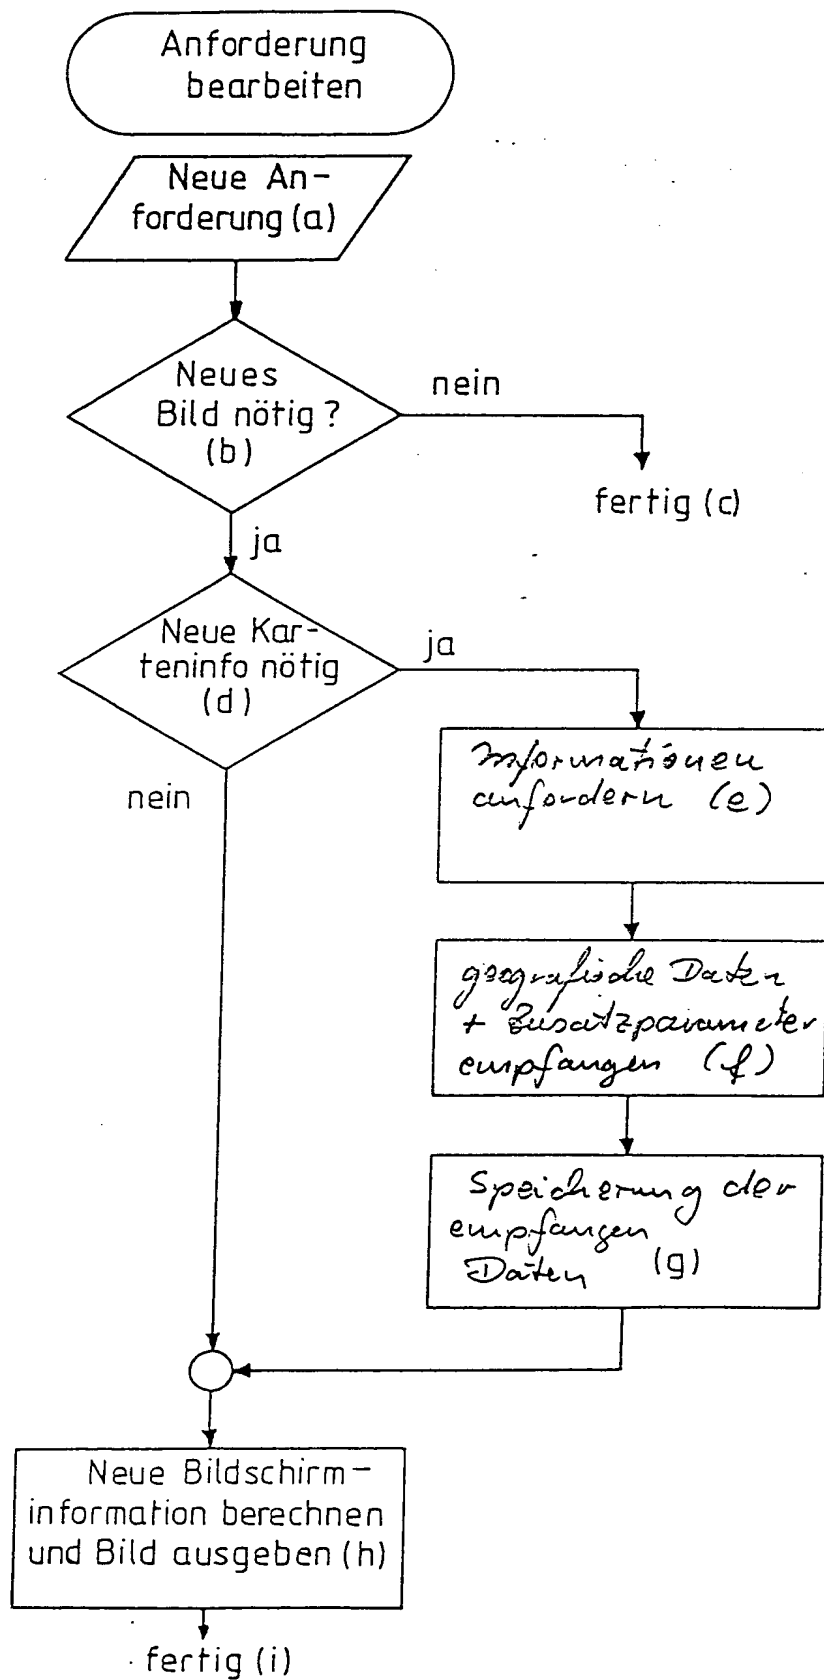 Anforderung
bearbeiten
Neue An-
forderung (a)
Neues
Bild nötig ?
(b)
nein
fertig (c)
ja
Neue Kar-
teninfo nötig
(d)
ja
nein
Informationen
anfordern (e)
geografische Daten
+ Zusatzparameter
empfangen (f)
Speicherung der
empfangen
Daten (g)
Neue Bildschirm-
information berechnen
und Bild ausgeben (h)
fertig (i)